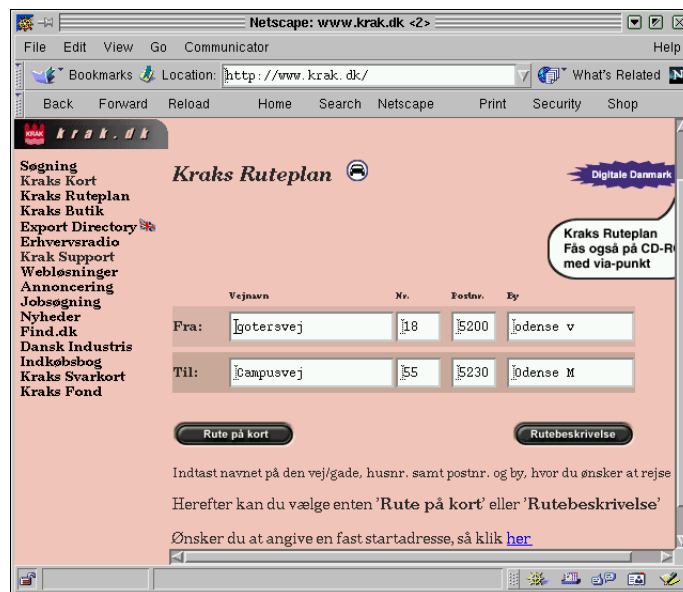 Netscape: www.krak.dk <2>
File Edit View Go Communicator Help
Bookmarks Location: http://www.krak.dk/ What's Related N
Back Forward Reload Home Search Netscape Print Security Shop
KRAK krak.dk
Søgning
Kraks Kort
Kraks Ruteplan
Kraks Butik
Export Directory
Erhvervsradio
Krak Support
Webløsninger
Annoncering
Jobsøgning
Nyheder
Find.dk
Dansk Industris
Indkøbsbog
Kraks Svarkort
Kraks Fond
Kraks Ruteplan
Digitale Danmark
Kraks Ruteplan
Fås også på CD-R
med via-punkt
Vejnavn Nr. Postnr. By
Fra: gotersvej 18 5200 odense v
Til: Campusvej 55 5230 Odense M
Rute på kort Rutebeskrivelse
Indtast navnet på den vej/gade, husnr. samt postnr. og by, hvor du ønsker at rejse
Herefter kan du vælge enten 'Rute på kort' eller 'Rutebeskrivelse'
Ønsker du at angive en fast startadresse, så klik her